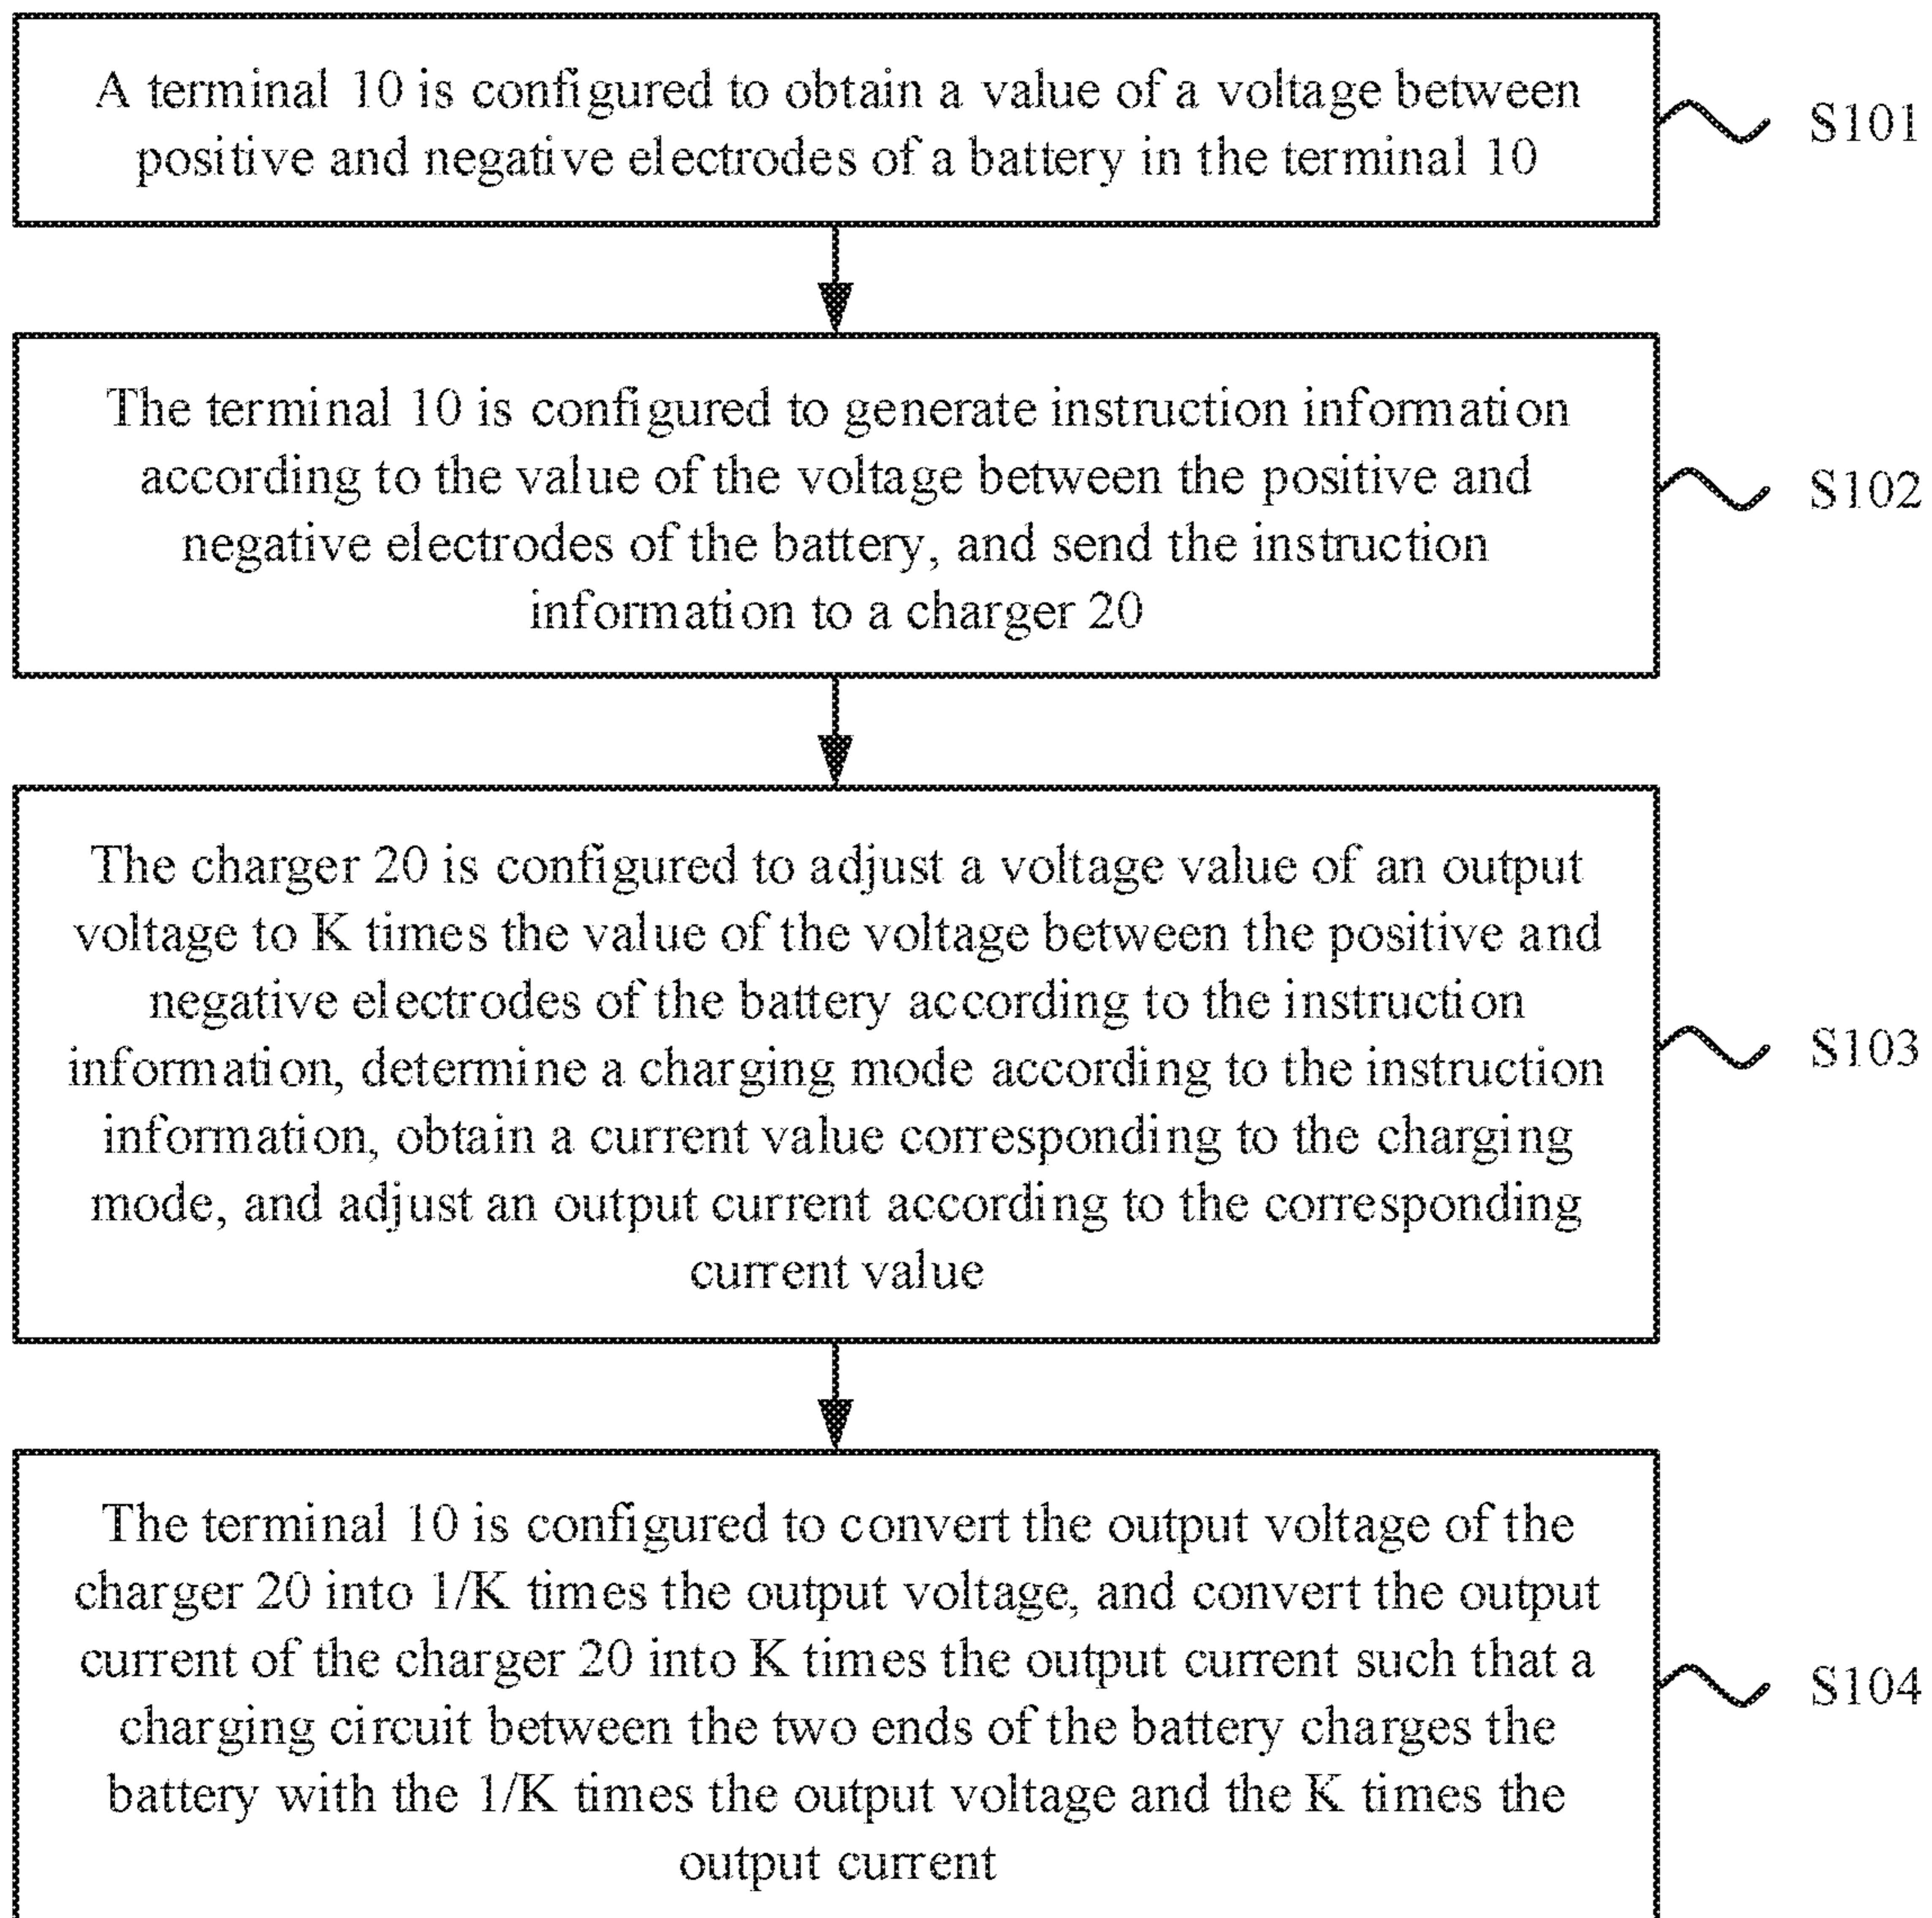 A terminal 10 is configured to obtain a value of a voltage between
positive and negative electrodes of a battery in the terminal 10
S101
The terminal 10 is configured to generate instruction information
according to the value of the voltage between the positive and
negative electrodes of the battery, and send the instruction
information to a charger 20
S102
The charger 20 is configured to adjust a voltage value of an output
voltage to K times the value of the voltage between the positive and
negative electrodes of the battery according to the instruction
information, determine a charging mode according to the instruction
information, obtain a current value corresponding to the charging
mode, and adjust an output current according to the corresponding
current value
S103
The terminal 10 is configured to convert the output voltage of the
charger 20 into 1/K times the output voltage, and convert the output
current of the charger 20 into K times the output current such that a
charging circuit between the two ends of the battery charges the
battery with the 1/K times the output voltage and the K times the
output current
S104